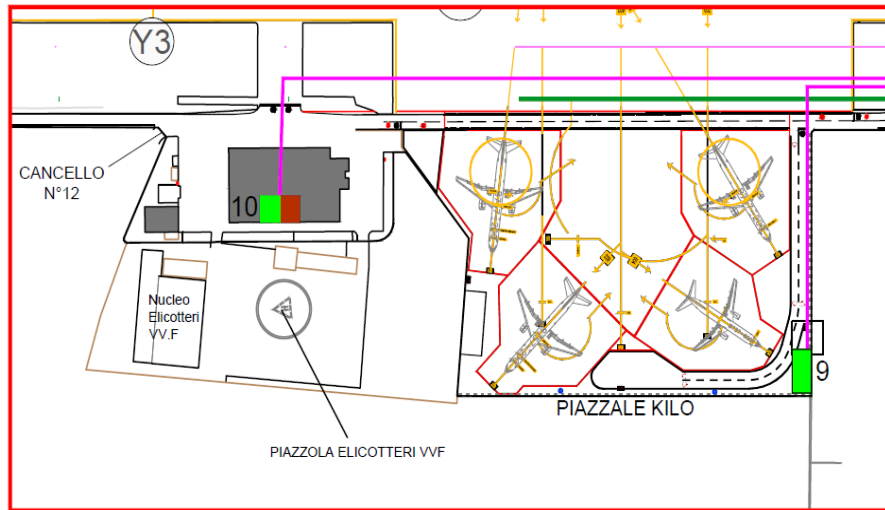 Y3
CANCELLO
N°12
10
Nucleo
Elicotteri
VV.F
9
PIAZZALE KILO
PIAZZOLA ELICOTTERI VVF